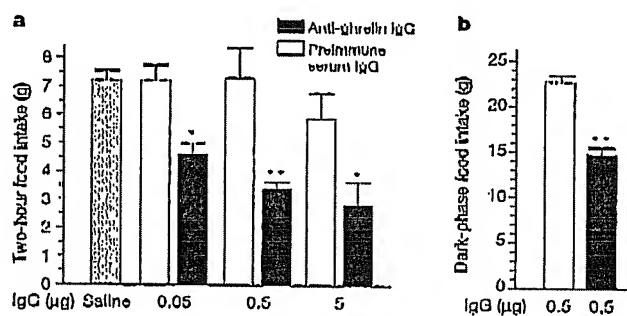 a
Anti-ghrelin IgG
Preimmune
serum IgG
Two-hour food intake (g)
8
7
6
5
4
3
2
1
0
*
**
*
IgG (μg) Saline 0.05 0.5 5
b
Dark-phase food intake (g)
25
20
15
10
5
0
**
IgG (μg) 0.5 0.5